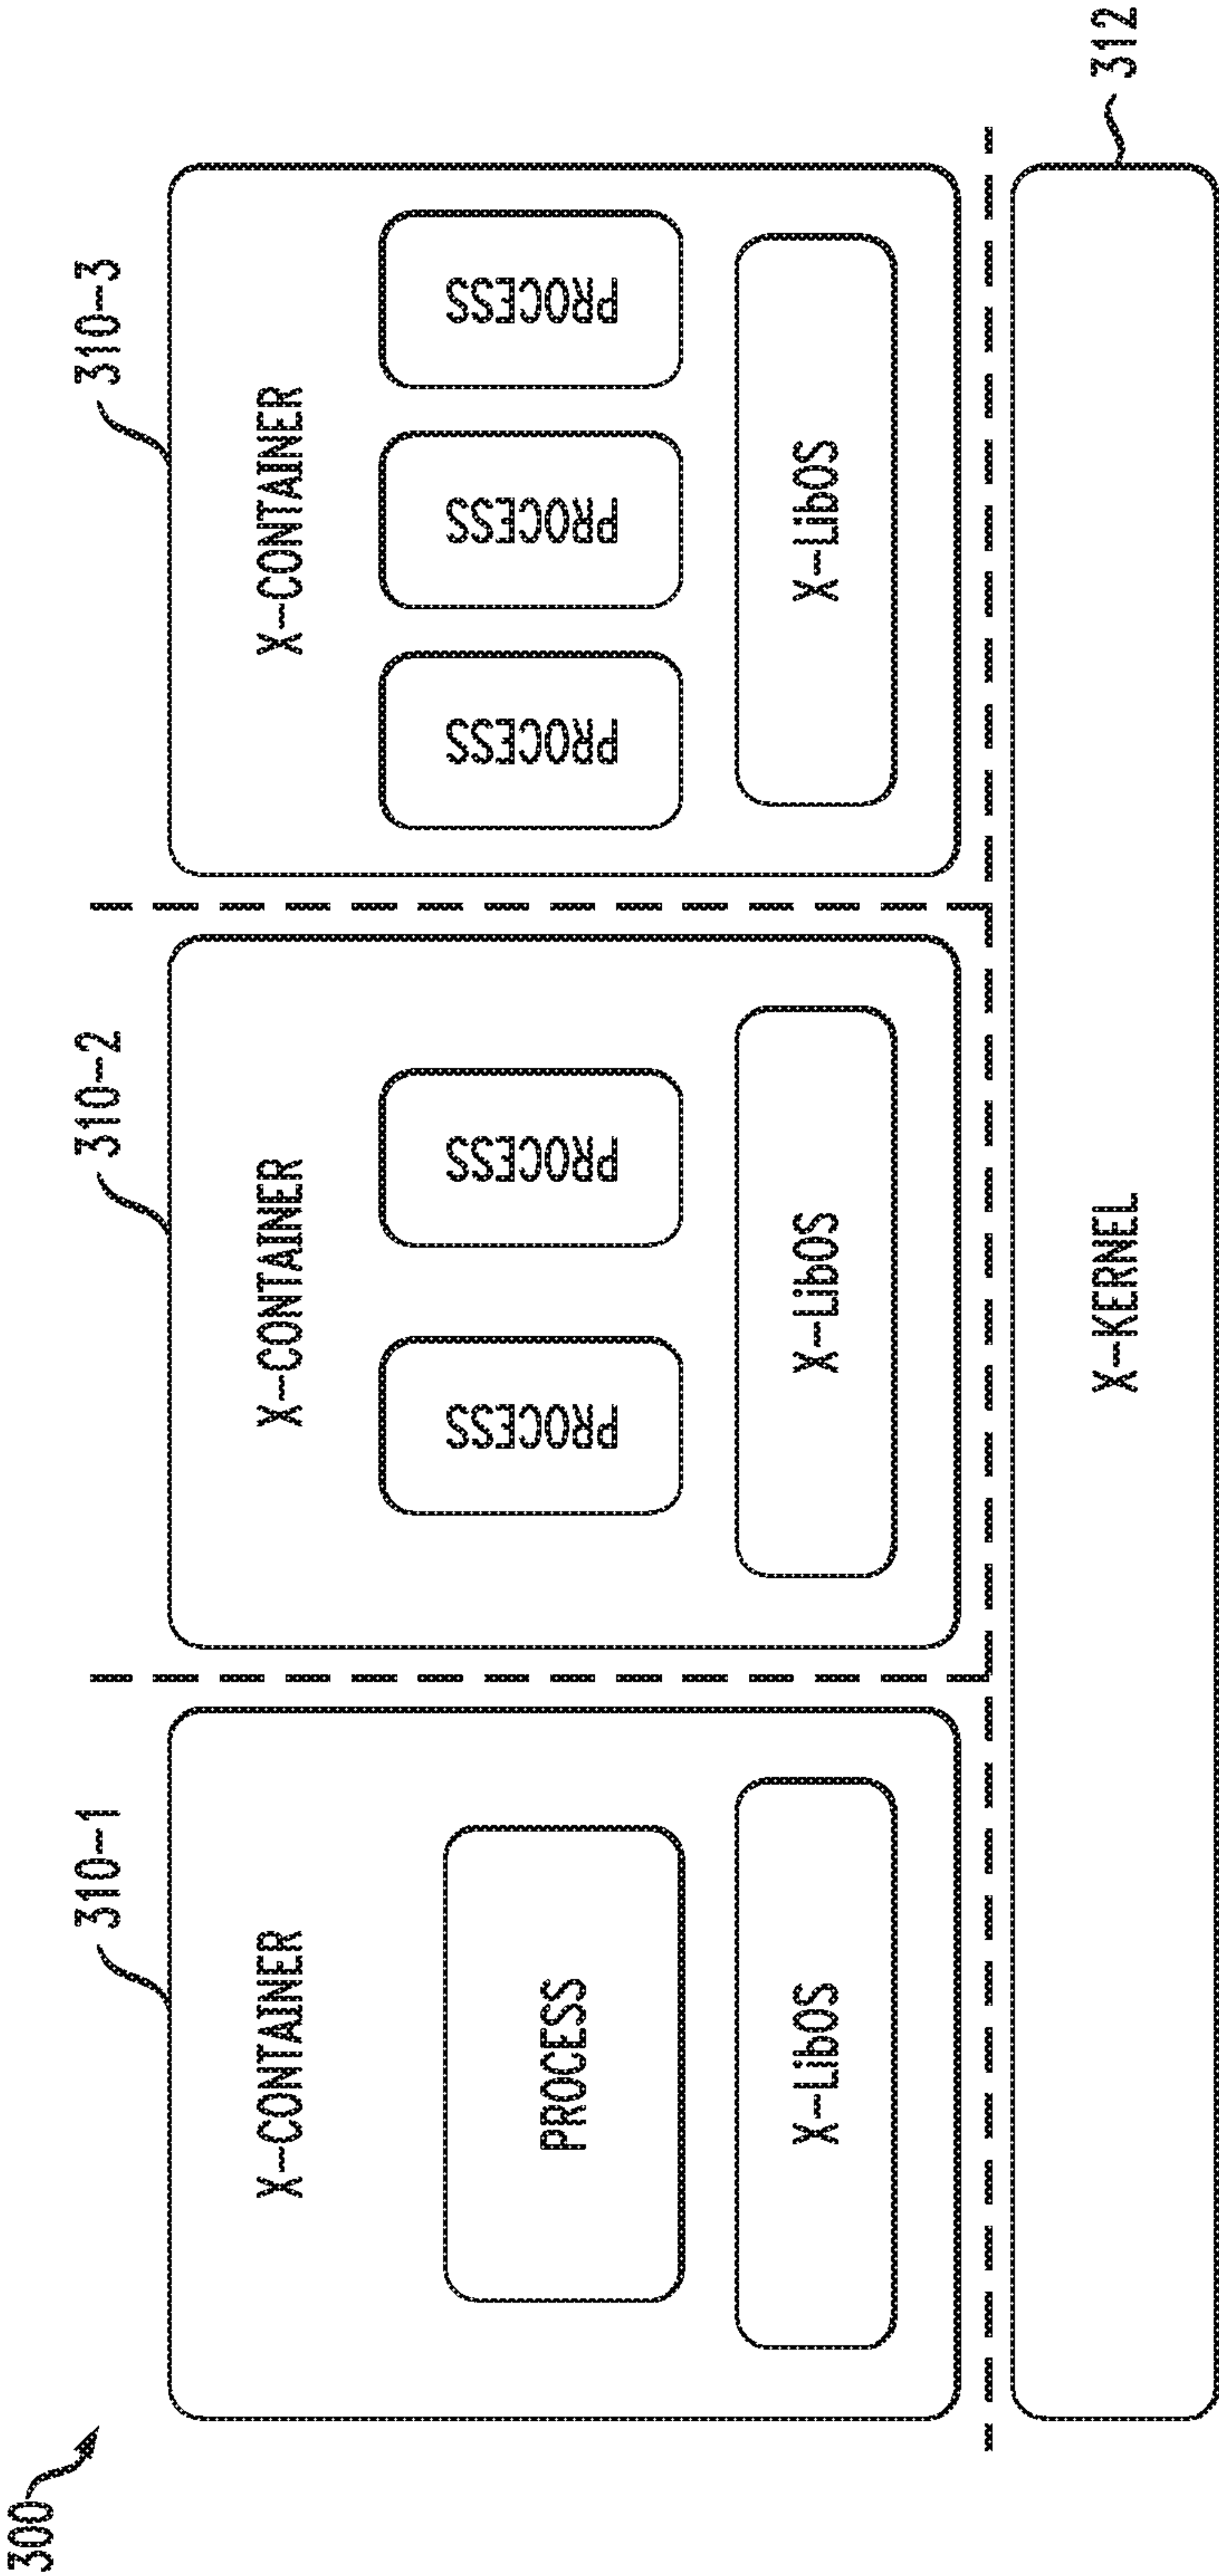 300
310-1
X-CONTAINER
PROCESS
X-LibOS
310-2
X-CONTAINER
PROCESS
PROCESS
X-LibOS
310-3
X-CONTAINER
PROCESS
PROCESS
PROCESS
X-LibOS
X-KERNEL
312